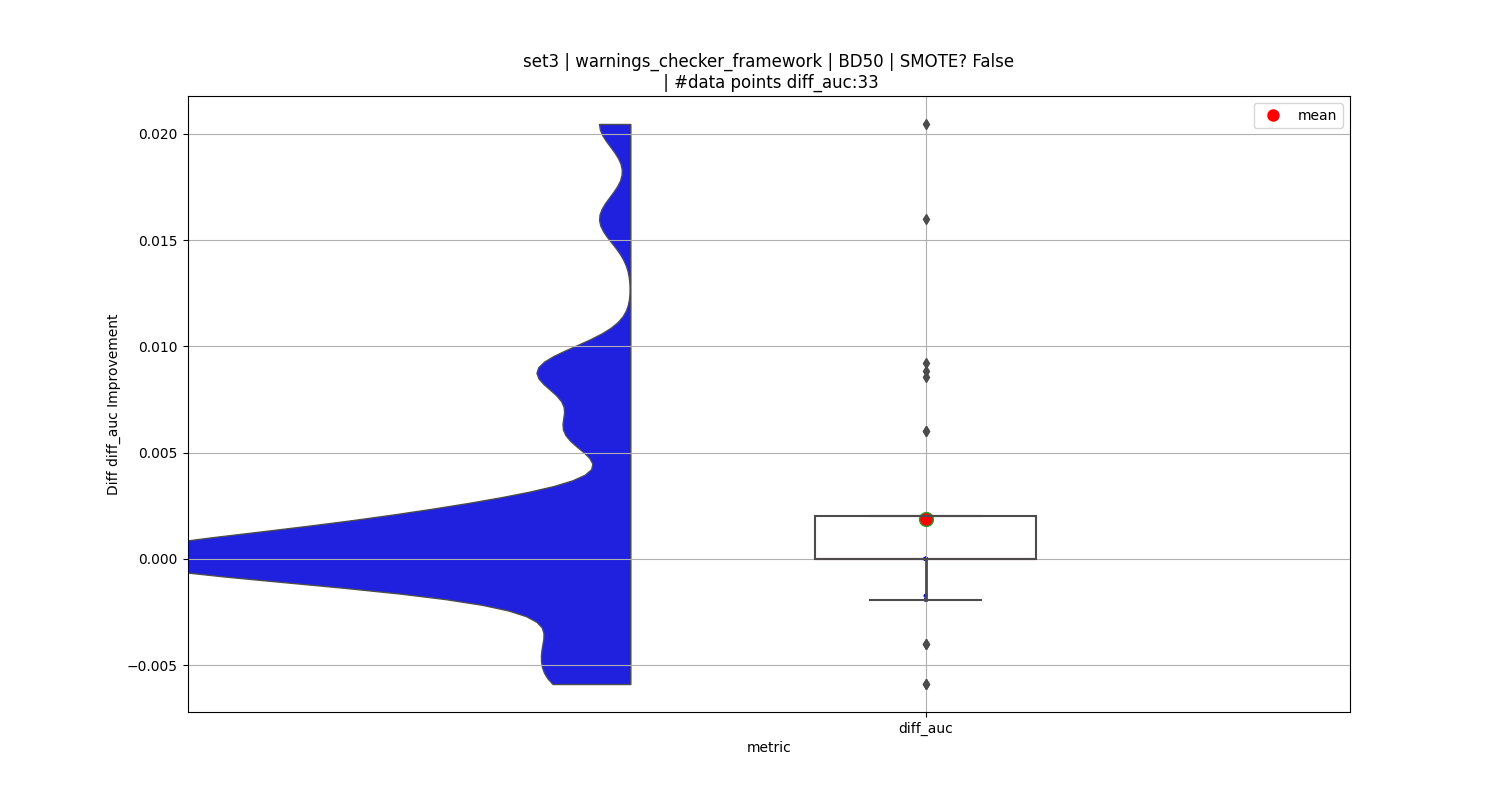 set3 | warnings_checker_framework | BD50 | SMOTE? False
| #data points diff_auc:33
mean
0.020
0.015
0.010
0.005
0.000
−0.005
Diff diff_auc Improvement
diff_auc
metric